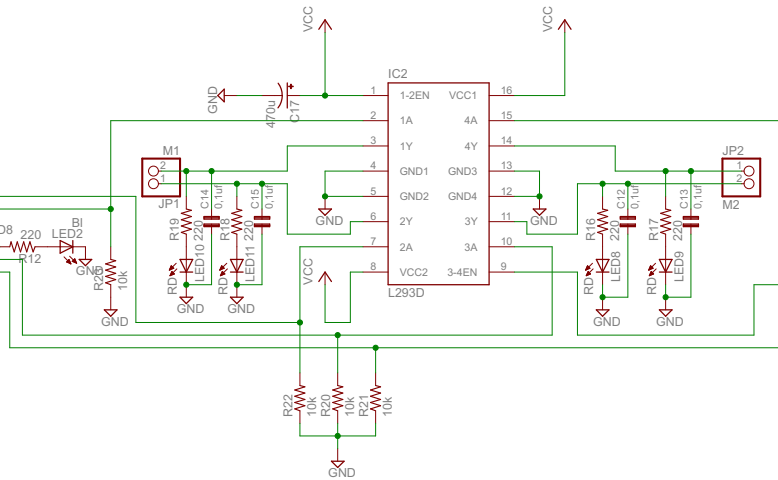 VCC
VCC
IC2
GND
470u
C17
1
1-2EN
VCC1
16
2
1A
4A
15
3
1Y
4Y
14
4
GND1
GND3
13
5
GND2
GND4
12
6
2Y
3Y
11
7
2A
3A
10
8
VCC2
3-4EN
9
L293D
M1
2
1
JP1
JP2
1
2
M2
C14
0,1uf
C15
0,1uf
C12
0,1uf
C13
0,1uf
R19
220
R18
220
R16
220
R17
220
RD
LED10
RD
LED11
RD
LED8
RD
LED9
GND
GND
GND
GND
GND
GND
VCC
D8
220
R12
Bl
LED2
GND
10k
GND
R22
10k
R20
10k
R21
10k
GND